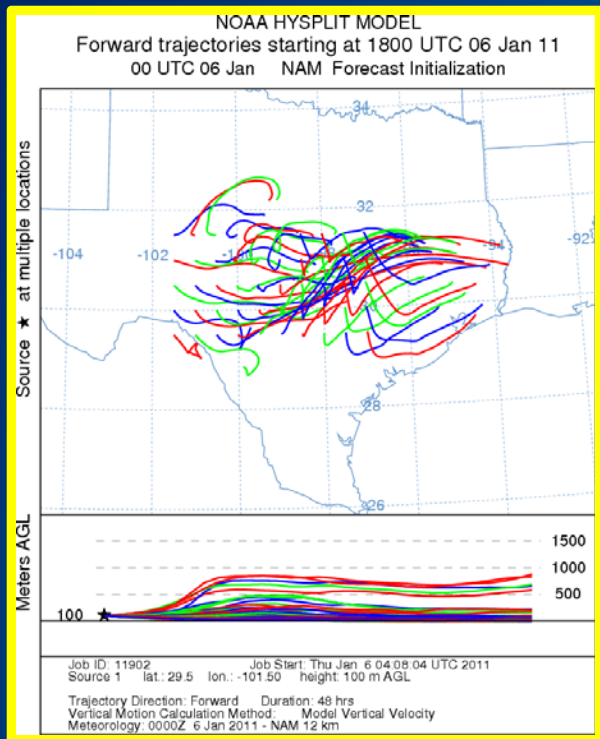 NOAA HYSPLIT MODEL
Forward trajectories starting at 1800 UTC 06 Jan 11
00 UTC 06 Jan NAM Forecast Initialization
Source ★ at multiple locations
34
32
-104
-102
-100
-94
-92
28
26
Meters AGL
1500
1000
500
100
Job ID: 11902 Job Start: Thu Jan 6 04:08:04 UTC 2011
Source 1 lat.: 29.5 lon.: -101.50 height: 100 m AGL
Trajectory Direction: Forward Duration: 48 hrs
Vertical Motion Calculation Method: Model Vertical Velocity
Meteorology: 0000Z 6 Jan 2011 - NAM 12 km